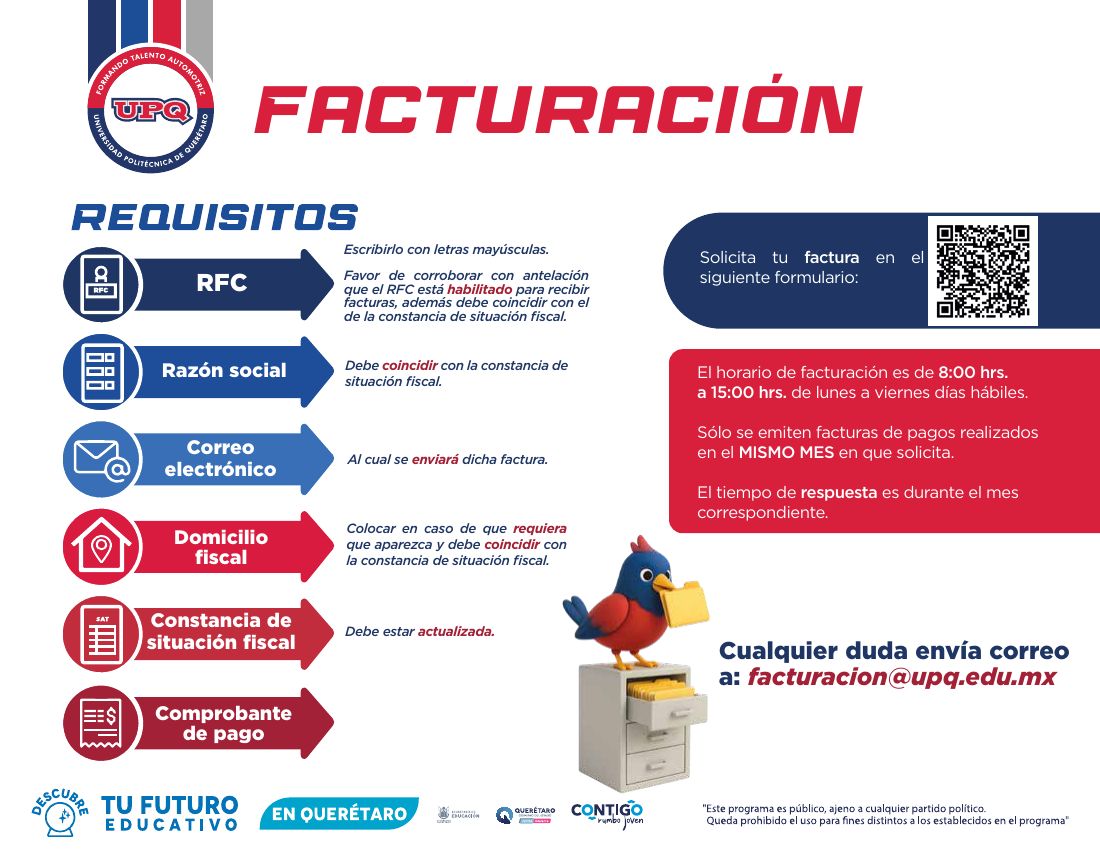 FORMANDO TALENTO AUTOMOTRIZ
UPQ
UNIVERSIDAD POLITÉCNICA DE QUERÉTARO
FACTURACIÓN
REQUISITOS
RFC
RFC
Escribirlo con letras mayúsculas.
Favor de corroborar con antelación
que el RFC está habilitado para recibir
facturas, además debe coincidir con el
de la constancia de situación fiscal.
Razón social
Debe coincidir con la constancia de
situación fiscal.
Correo
electrónico
Al cual se enviará dicha factura.
Domicilio
fiscal
Colocar en caso de que requiera
que aparezca y debe coincidir con
la constancia de situación fiscal.
SAT
Constancia de
situación fiscal
Debe estar actualizada.
Comprobante
de pago
Solicita tu factura en el
siguiente formulario:
El horario de facturación es de 8:00 hrs.
a 15:00 hrs. de lunes a viernes días hábiles.
Sólo se emiten facturas de pagos realizados
en el MISMO MES en que solicita.
El tiempo de respuesta es durante el mes
correspondiente.
Cualquier duda envía correo
a: facturacion@upq.edu.mx
DESCUBRE
TU FUTURO
EDUCATIVO
EN QUERÉTARO
EDUCACIÓN
QUERÉTARO
CONTIGO
rumbo joven
"Este programa es público, ajeno a cualquier partido político.
Queda prohibido el uso para fines distintos a los establecidos en el programa"